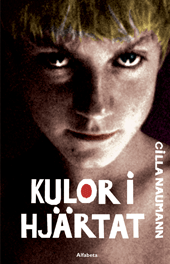 CILLA NAUMANN
KULOR I
HJÄRTAT
Alfabeta